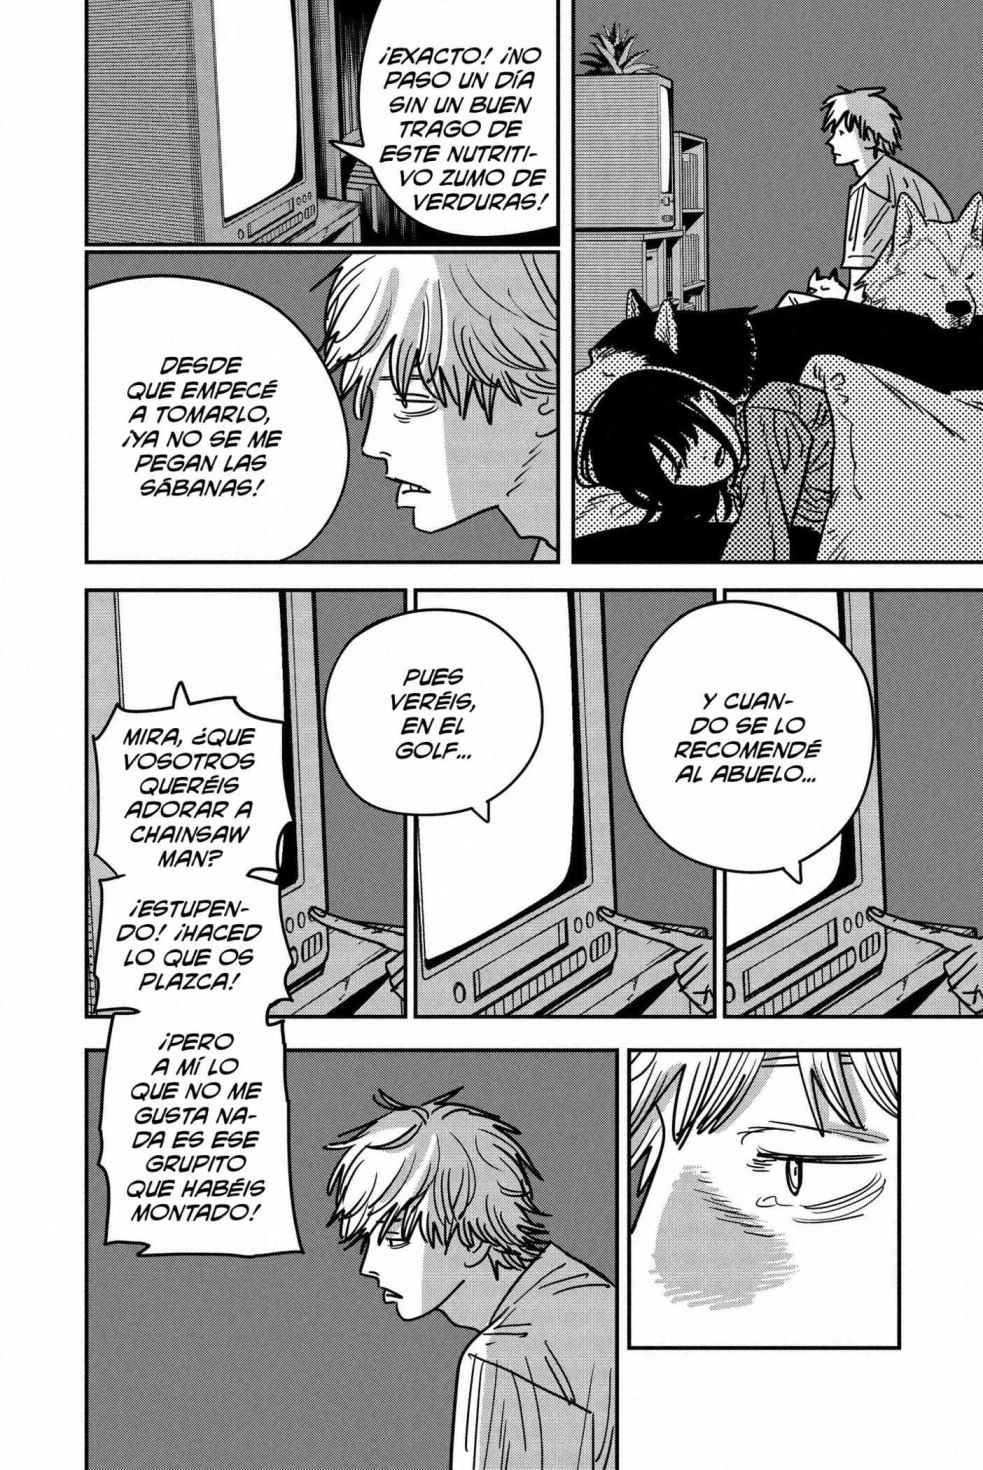 ¡EXACTO! ¡NO
PASO UN DÍA
SIN UN BUEN
TRAGO DE
ESTE NUTRITI-
VO ZUMO DE
VERDURAS!
DESDE
QUE EMPECÉ
A TOMARLO,
¡YA NO SE ME
PEGAN LAS
SÁBANAS!
Y CUAN-
DO SE LO
RECOMENDÉ
AL ABUELO...
PUES
VERÉIS,
EN EL
GOLF...
MIRA, ¿QUE
VOSOTROS
QUERÉIS
ADORAR A
CHAINSAW
MAN?
¡ESTUPEN-
DO! ¡HACED
LO QUE OS
PLAZCA!
¡PERO
A MÍ LO
QUE NO ME
GUSTA NA-
DA ES ESE
GRUPITO
QUE HABÉIS
MONTADO!